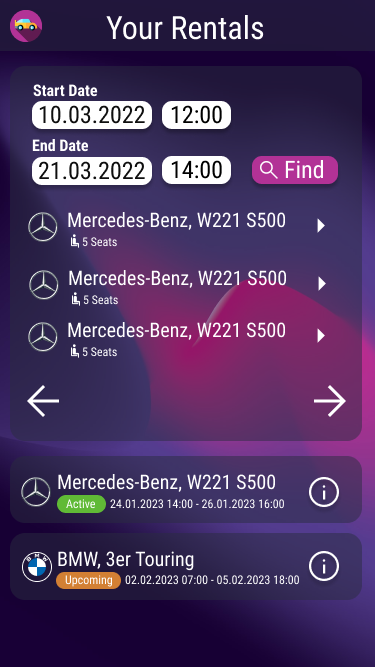 Your Rentals
Start Date
10.03.2022 12:00
End Date
21.03.2022 14:00 Find
Mercedes-Benz, W221 S500
5 Seats
Mercedes-Benz, W221 S500
5 Seats
Mercedes-Benz, W221 S500
5 Seats
Mercedes-Benz, W221 S500
Active 24.01.2023 14:00 - 26.01.2023 16:00
BMW
BMW, 3er Touring
Upcoming 02.02.2023 07:00 - 05.02.2023 18:00